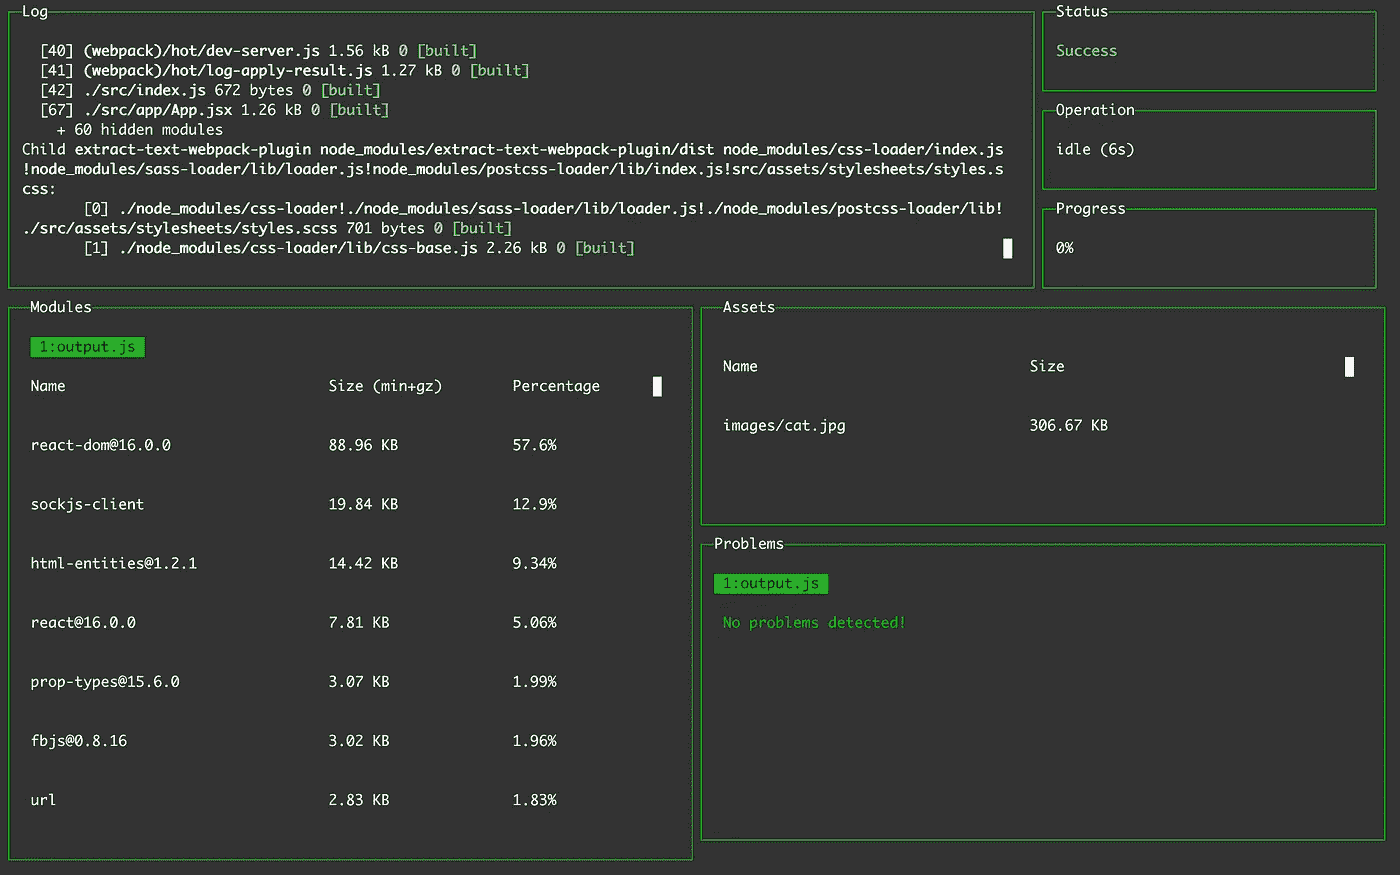 Log
[40] (webpack)/hot/dev-server.js 1.56 kB 0 [built]
[41] (webpack)/hot/log-apply-result.js 1.27 kB 0 [built]
[42] ./src/index.js 672 bytes 0 [built]
[67] ./src/app/App.jsx 1.26 kB 0 [built]
+ 60 hidden modules
Child extract-text-webpack-plugin node_modules/extract-text-webpack-plugin/dist node_modules/css-loader/index.js
!node_modules/sass-loader/lib/loader.js!node_modules/postcss-loader/lib/index.js!src/assets/stylesheets/styles.s
css:
[0] ./node_modules/css-loader!./node_modules/sass-loader/lib/loader.js!./node_modules/postcss-loader/lib!
./src/assets/stylesheets/styles.scss 701 bytes 0 [built]
[1] ./node_modules/css-loader/lib/css-base.js 2.26 kB 0 [built]
Status
Success
Operation
idle (6s)
Progress
0%
Modules
1:output.js
Name Size (min+gz) Percentage
react-dom@16.0.0 88.96 KB 57.6%
sockjs-client 19.84 KB 12.9%
html-entities@1.2.1 14.42 KB 9.34%
react@16.0.0 7.81 KB 5.06%
prop-types@15.6.0 3.07 KB 1.99%
fbjs@0.8.16 3.02 KB 1.96%
url 2.83 KB 1.83%
Assets
Name Size
images/cat.jpg 306.67 KB
Problems
1:output.js
No problems detected!